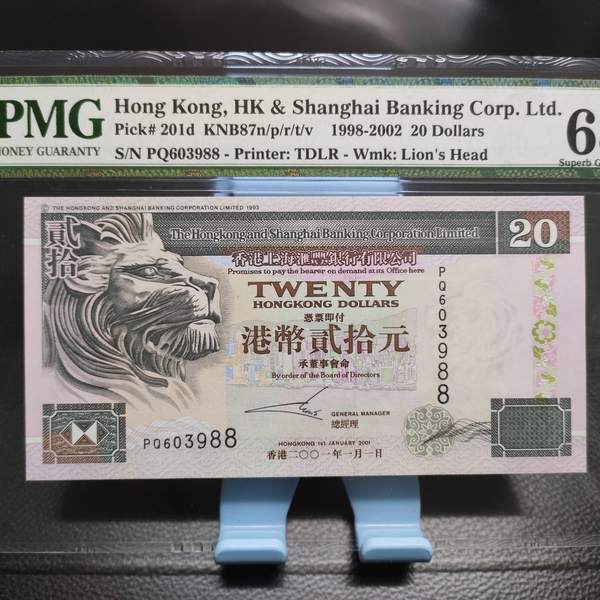 PMG
MONEY GUARANTY
Hong Kong, HK & Shanghai Banking Corp. Ltd.
Pick# 201d KNB87n/p/r/t/v 1998-2002 20 Dollars
S/N PQ603988 - Printer: TDLR - Wmk: Lion's Head
Superb G
© THE HONGKONG AND SHANGHAI BANKING CORPORATION LIMITED 1993
貳拾
The Hongkong and Shanghai Banking Corporation Limited
20
香港上海滙豐銀行有限公司
Promises to pay the bearer on demand at its Office here
TWENTY
HONGKONG DOLLARS
憑票即付
港幣貳拾元
承董事會命
By order of the Board of Directors
PQ603988
GENERAL MANAGER
總經理
PQ603988
HONGKONG 1st JANUARY 2001
香港二〇〇一年一月一日